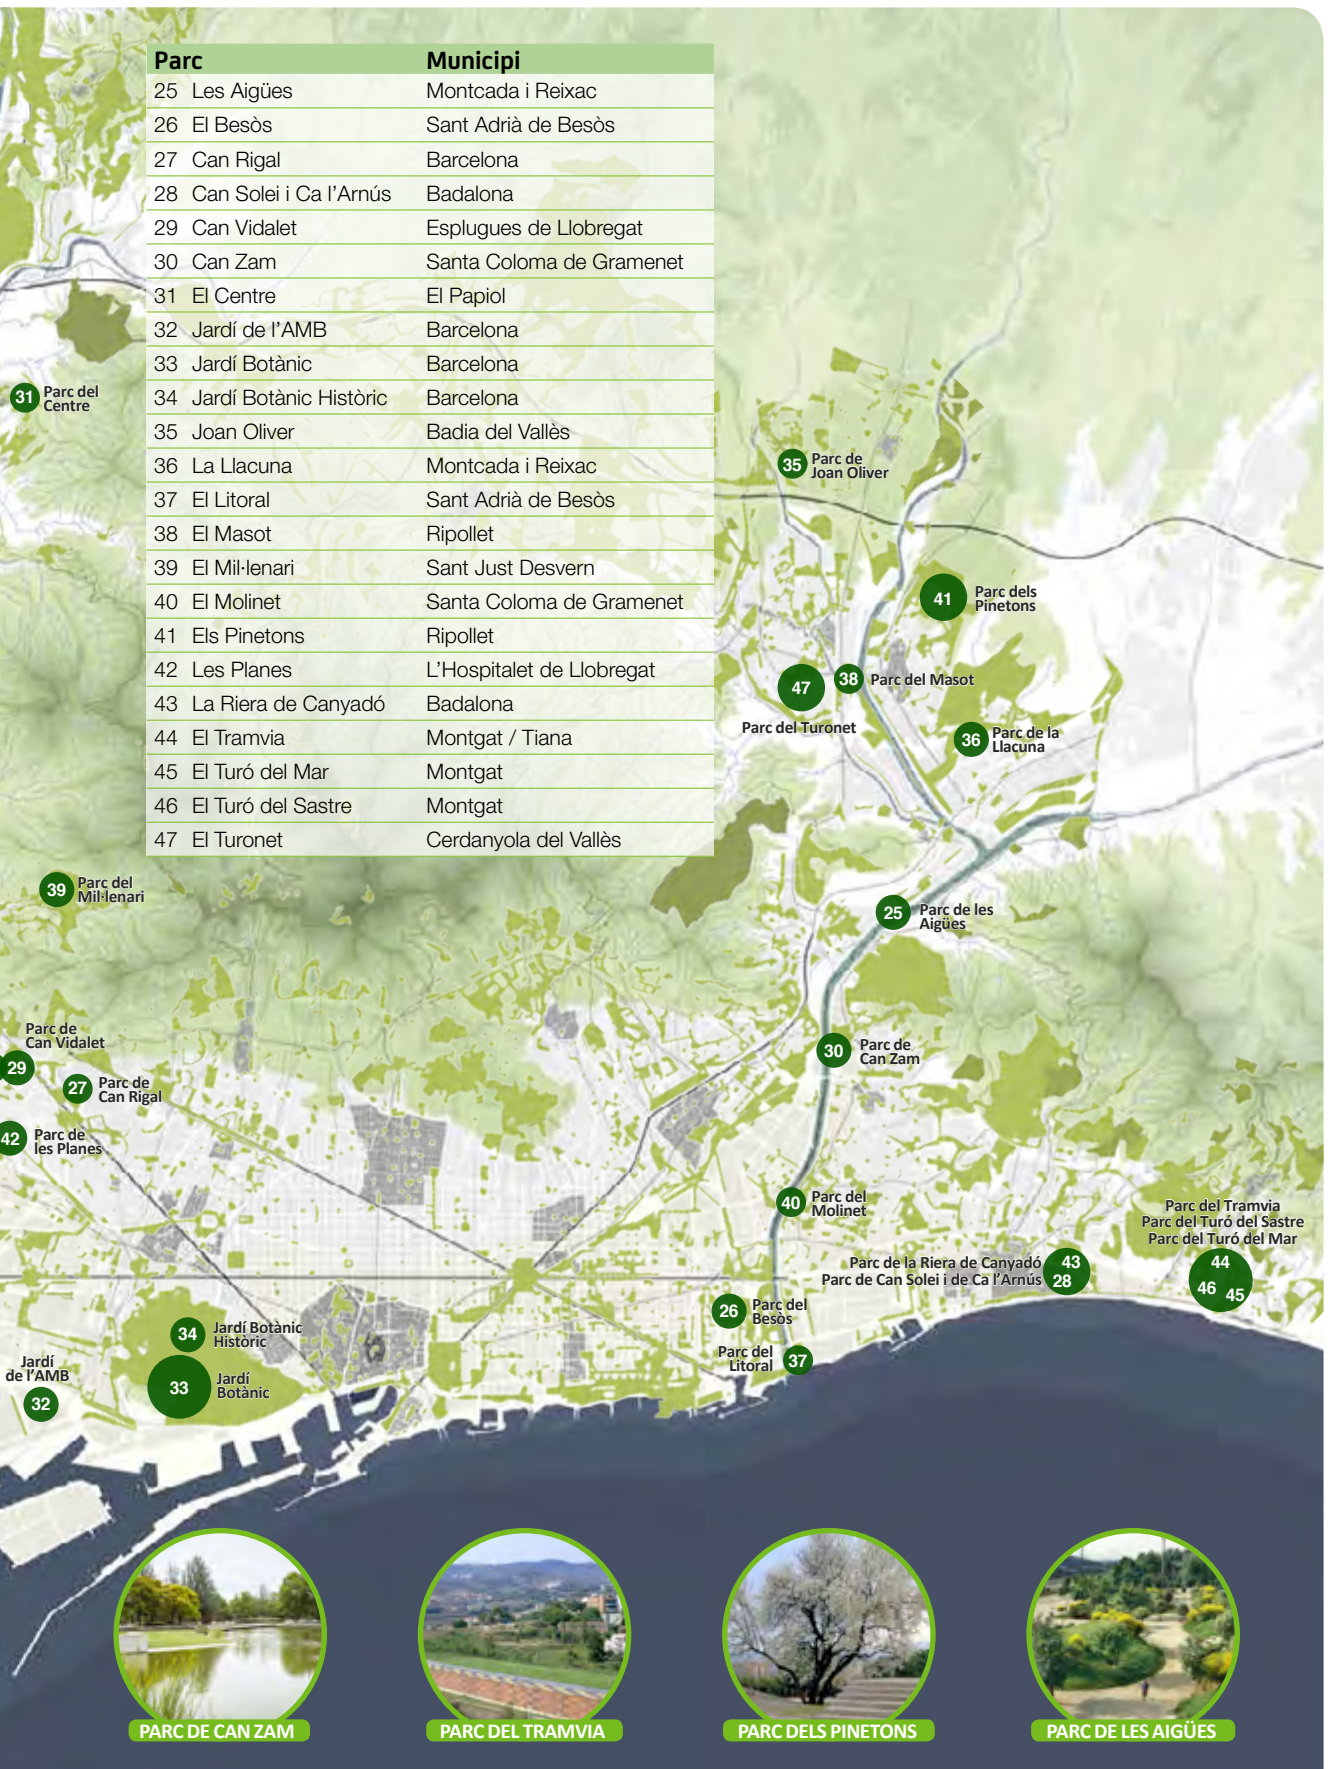 Parc Municipi
25 Les Aigües Montcada i Reixac
26 El Besòs Sant Adrià de Besòs
27 Can Rigal Barcelona
28 Can Solei i Ca l'Arnús Badalona
29 Can Vidalet Esplugues de Llobregat
30 Can Zam Santa Coloma de Gramenet
31 El Centre El Papiol
32 Jardí de l'AMB Barcelona
33 Jardí Botànic Barcelona
34 Jardí Botànic Històric Barcelona
35 Joan Oliver Badia del Vallès
36 La Llacuna Montcada i Reixac
37 El Litoral Sant Adrià de Besòs
38 El Masot Ripollet
39 El Mil·lenari Sant Just Desvern
40 El Molinet Santa Coloma de Gramenet
41 Els Pinetons Ripollet
42 Les Planes L'Hospitalet de Llobregat
43 La Riera de Canyadó Badalona
44 El Tramvia Montgat / Tiana
45 El Turó del Mar Montgat
46 El Turó del Sastre Montgat
47 El Turonet Cerdanyola del Vallès
31 Parc del
Centre
35 Parc de
Joan Oliver
41 Parc dels
Pinetons
47
Parc del Turonet
38 Parc del Masot
36 Parc de la
Llacuna
39 Parc del
Mil·lenari
25 Parc de les
Aigües
Parc de
Can Vidalet
29
27 Parc de
Can Rigal
30 Parc de
Can Zam
42 Parc de
les Planes
40 Parc del
Molinet
Parc del Tramvia
Parc del Turó del Sastre
Parc del Turó del Mar
44
46 45
Parc de la Riera de Canyadó 43
Parc de Can Solei i de Ca l'Arnús 28
26 Parc del
Besòs
Parc del
Litoral 37
34 Jardí Botànic
Històric
33 Jardí
Botànic
Jardí
de l'AMB
32
PARC DE CAN ZAM
PARC DEL TRAMVIA
PARC DELS PINETONS
PARC DE LES AIGÜES